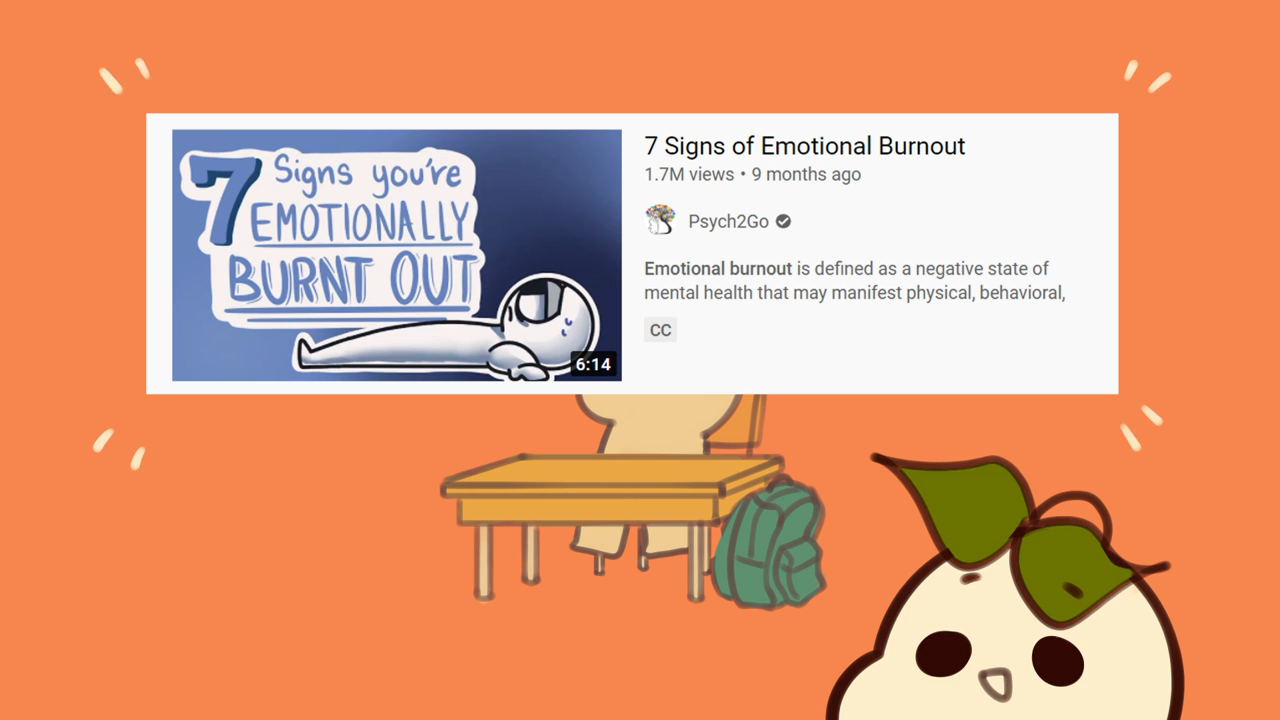 7 Signs you're
EMOTIONALLY
BURNT OUT
6:14
7 Signs of Emotional Burnout
1.7M views • 9 months ago
Psych2Go
Emotional burnout is defined as a negative state of
mental health that may manifest physical, behavioral,
CC